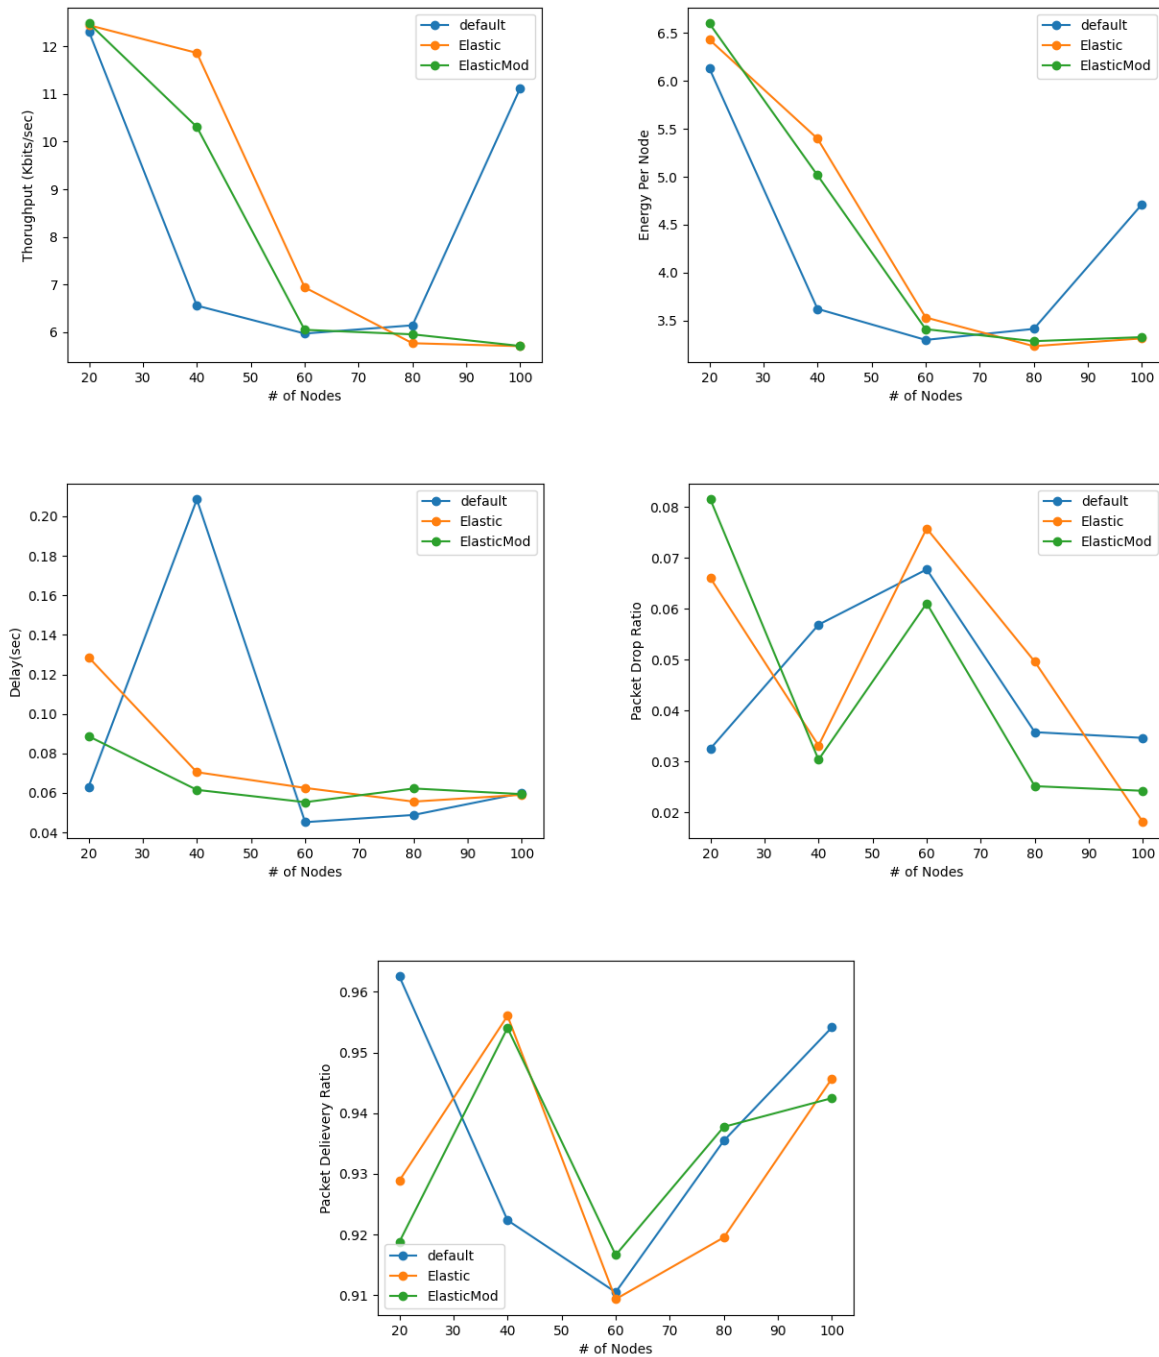 Thorughput (Kbits/sec)
12
11
10
9
8
7
6
20 30 40 50 60 70 80 90 100
# of Nodes
default
Elastic
ElasticMod
Energy Per Node
6.5
6.0
5.5
5.0
4.5
4.0
3.5
20 30 40 50 60 70 80 90 100
# of Nodes
default
Elastic
ElasticMod
Delay(sec)
0.20
0.18
0.16
0.14
0.12
0.10
0.08
0.06
0.04
20 30 40 50 60 70 80 90 100
# of Nodes
default
Elastic
ElasticMod
Packet Drop Ratio
0.08
0.07
0.06
0.05
0.04
0.03
0.02
20 30 40 50 60 70 80 90 100
# of Nodes
default
Elastic
ElasticMod
Packet Delievery Ratio
0.96
0.95
0.94
0.93
0.92
0.91
default
Elastic
ElasticMod
20 30 40 50 60 70 80 90 100
# of Nodes